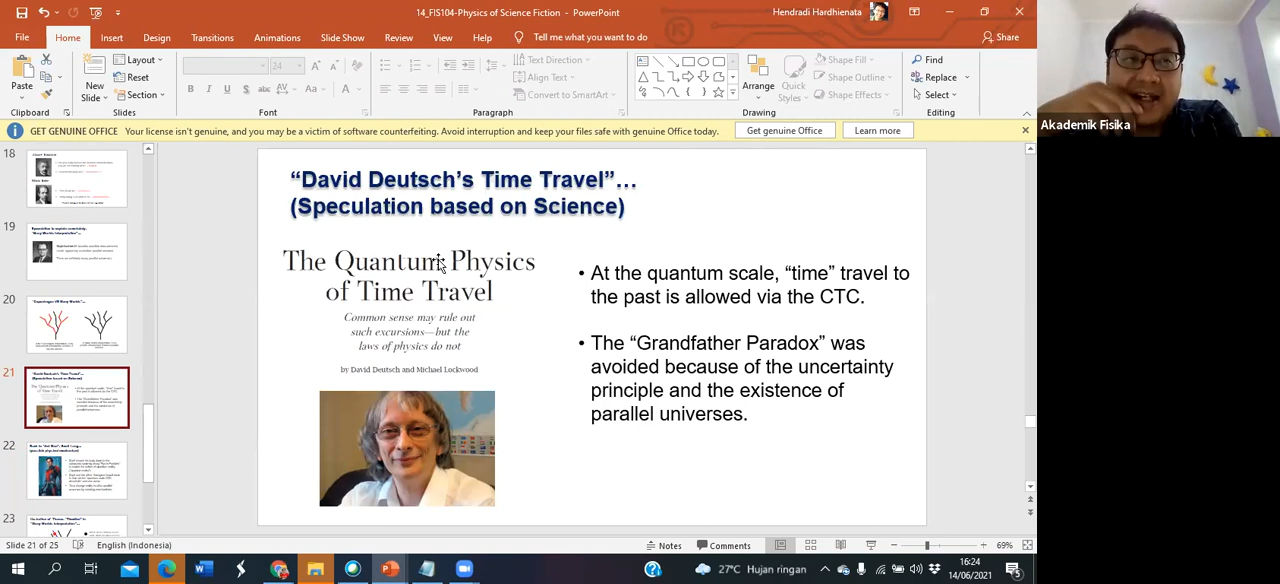 14_FIS104-Physics of Science Fiction - PowerPoint
Hendradi Hardhienata
File Home Insert Design Transitions Animations Slide Show Review View Help Tell me what you want to do Share
Paste
Clipboard
New
Slide
Layout
Reset
Section
Slides
24
B I U S abc AV Aa A
Font
Paragraph
Text Direction
Align Text
Convert to SmartArt
Arrange
Quick
Styles
Shape Fill
Shape Outline
Shape Effects
Drawing
Find
Replace
Select
Editing
GET GENUINE OFFICE Your license isn't genuine, and you may be a victim of software counterfeiting. Avoid interruption and keep your files safe with genuine Office today. Get genuine Office Learn more
Akademik Fisika
18
19
20
21
22
23
“David Deutsch’s Time Travel”…
(Speculation based on Science)
The Quantum Physics
of Time Travel
Common sense may rule out
such excursions—but the
laws of physics do not
by David Deutsch and Michael Lockwood
• At the quantum scale, “time” travel to
the past is allowed via the CTC.
• The “Grandfather Paradox” was
avoided because of the uncertainty
principle and the existence of
parallel universes.
Slide 21 of 25 English (Indonesia) Notes Comments 69%
27°C Hujan ringan
16:24
14/06/2021
5